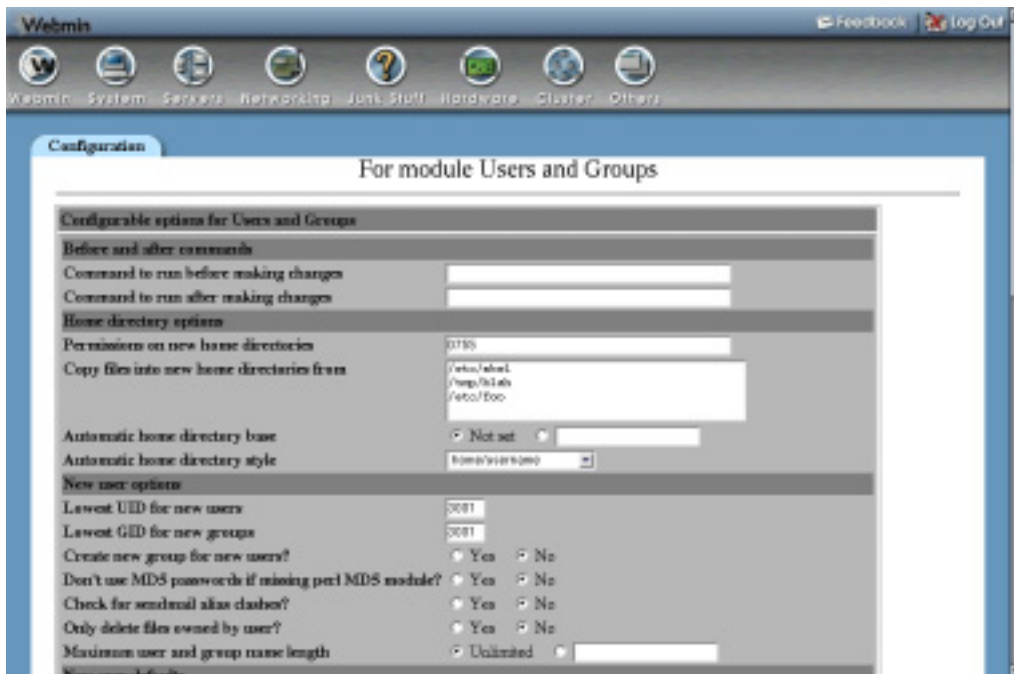 Webmin
Feedback Log Out
Webmin System Servers Networking Junk Stuff Hardware Cluster Others
Configuration
For module Users and Groups
Configurable options for Users and Groups
Before and after commands
Command to run before making changes
Command to run after making changes
Home directory options
Permissions on new home directories 0755
Copy files into new home directories from /etc/skel
/tmp/blah
/etc/foo
Automatic home directory base Not set
Automatic home directory style home/username
New user options
Lowest UID for new users
Lowest GID for new groups
Create new group for new users? Yes No
Don't use MD5 passwords if missing perl MD5 module? Yes No
Check for sendmail alias clashes? Yes No
Only delete files owned by user? Yes No
Maximum user and group name length Unlimited